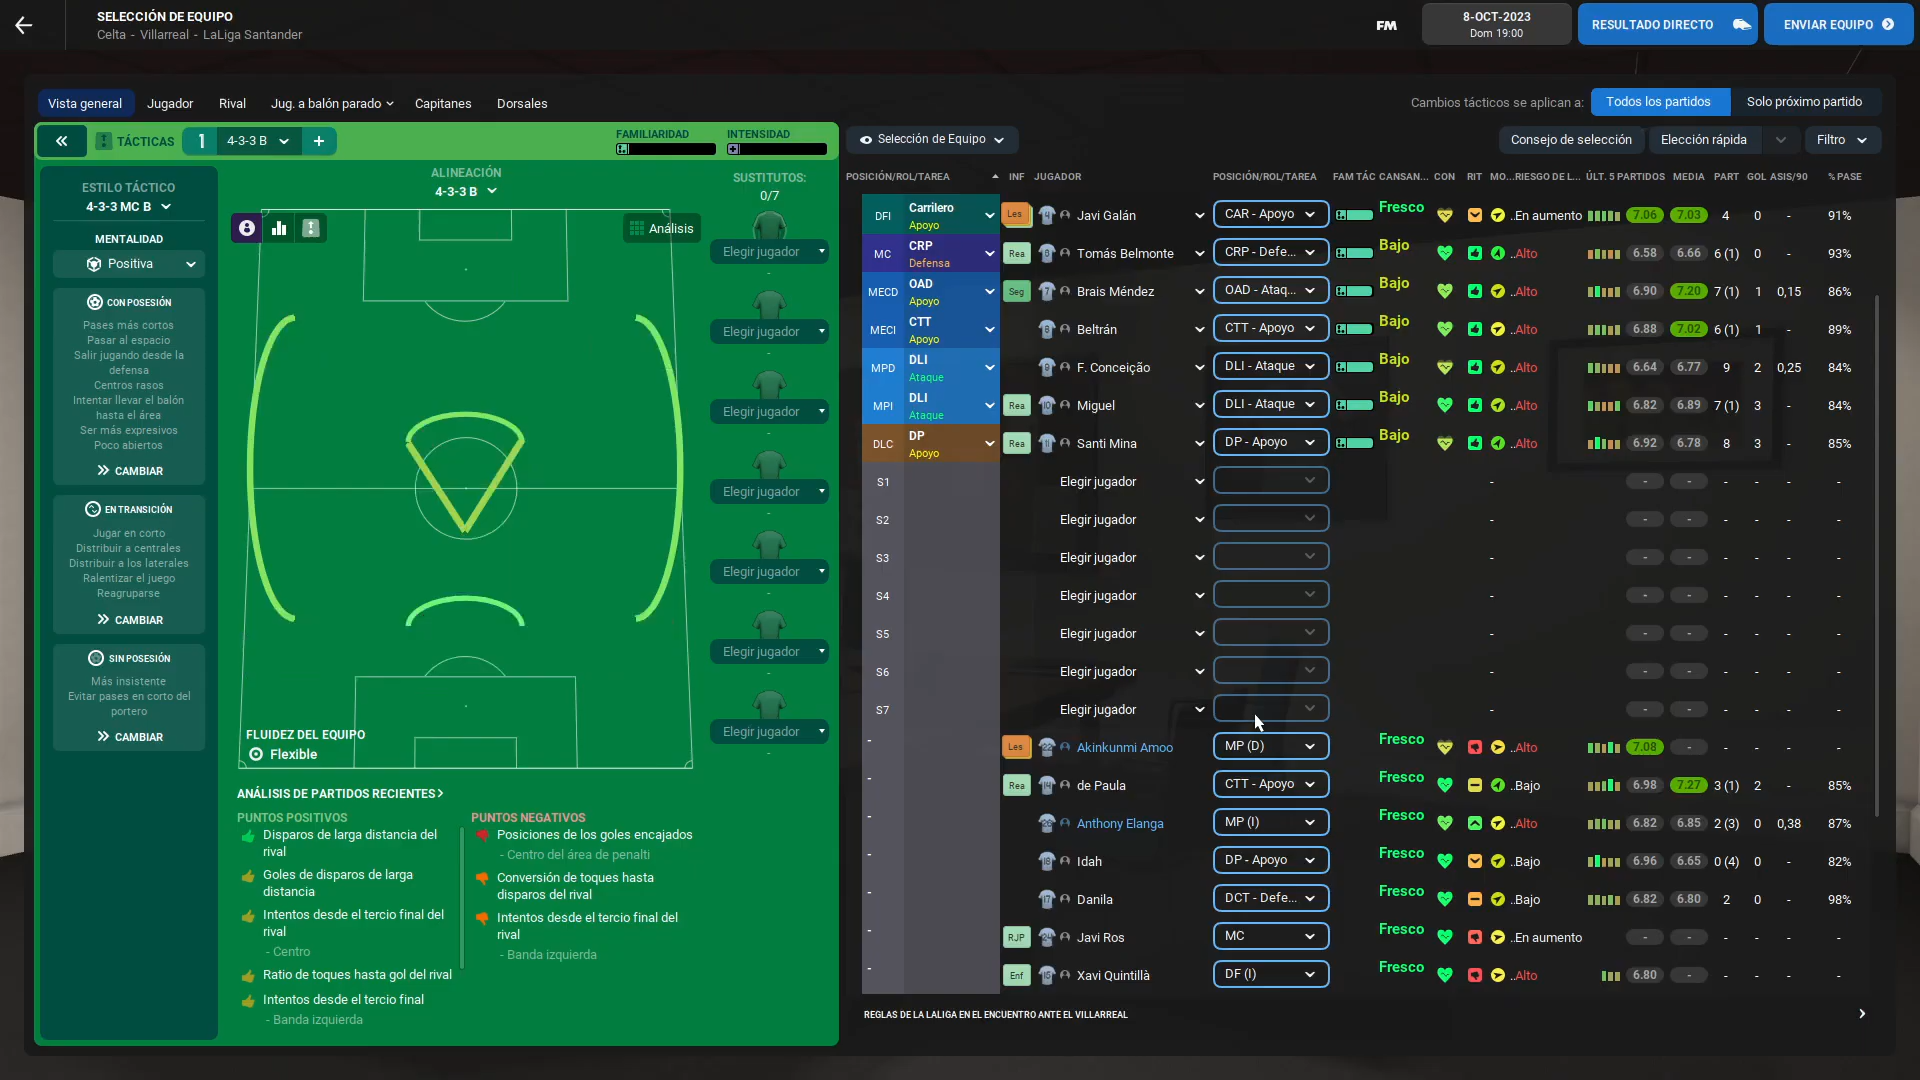 SELECCIÓN DE EQUIPO
Celta - Villarreal - LaLiga Santander
FM
8-OCT-2023
Dom 19:00
RESULTADO DIRECTO
ENVIAR EQUIPO
Vista general Jugador Rival Jug. a balón parado Capitanes Dorsales
Cambios tácticos se aplican a: Todos los partidos Solo próximo partido
TÁCTICAS 1 4-3-3 B +
FAMILIARIDAD INTENSIDAD
Selección de Equipo
Consejo de selección Elección rápida Filtro
ESTILO TÁCTICO
4-3-3 MC B
MENTALIDAD
Positiva
CON POSESIÓN
Pases más cortos
Pasar al espacio
Salir jugando desde la
defensa
Centros rasos
Intentar llevar el balón
hasta el área
Ser más expresivos
Poco abiertos
CAMBIAR
EN TRANSICIÓN
Jugar en corto
Distribuir a centrales
Distribuir a los laterales
Ralentizar el juego
Reagruparse
CAMBIAR
SIN POSESIÓN
Más insistente
Evitar pases en corto del
portero
CAMBIAR
ALINEACIÓN
4-3-3 B
Análisis
FLUIDEZ DEL EQUIPO
Flexible
SUSTITUTOS:
0/7
Elegir jugador
-
Elegir jugador
-
Elegir jugador
-
Elegir jugador
-
Elegir jugador
-
Elegir jugador
-
Elegir jugador
-
ANÁLISIS DE PARTIDOS RECIENTES
PUNTOS POSITIVOS
Disparos de larga distancia del
rival
Goles de disparos de larga
distancia
Intentos desde el tercio final del
rival
- Centro
Ratio de toques hasta gol del rival
Intentos desde el tercio final
- Banda izquierda
PUNTOS NEGATIVOS
Posiciones de los goles encajados
- Centro del área de penalti
Conversión de toques hasta
disparos del rival
Intentos desde el tercio final del
rival
- Banda izquierda
POSICIÓN/ROL/TAREA INF JUGADOR POSICIÓN/ROL/TAREA FAM TÁC CANSAN... CON RIT MO... RIESGO DE L... ÚLT. 5 PARTIDOS MEDIA PART GOL ASIS/90 % PASE
DFI Carrilero Apoyo Les Javi Galán CAR - Apoyo Fresco ..En aumento 7.06 7.03 4 0 - 91%
MC CRP Defensa Rea Tomás Belmonte CRP - Defe... Bajo ..Alto 6.58 6.66 6 (1) 0 - 93%
MECD OAD Apoyo Seg Brais Méndez OAD - Ataq... Bajo ..Alto 6.90 7.20 7 (1) 1 0,15 86%
MECI CTT Apoyo Beltrán CTT - Apoyo Bajo ..Alto 6.88 7.02 6 (1) 1 - 89%
MPD DLI Ataque F. Conceição DLI - Ataque Bajo ..Alto 6.64 6.77 9 2 0,25 84%
MPI DLI Ataque Rea Miguel DLI - Ataque Bajo ..Alto 6.82 6.89 7 (1) 3 - 84%
DLC DP Apoyo Rea Santi Mina DP - Apoyo Bajo ..Alto 6.92 6.78 8 3 - 85%
S1 Elegir jugador - - - - - - -
S2 Elegir jugador - - - - - - -
S3 Elegir jugador - - - - - - -
S4 Elegir jugador - - - - - - -
S5 Elegir jugador - - - - - - -
S6 Elegir jugador - - - - - - -
S7 Elegir jugador - - - - - - -
- Les Akinkunmi Amoo MP (D) Fresco ..Alto 7.08 - - - - -
- Rea de Paula CTT - Apoyo Fresco ..Bajo 6.98 7.27 3 (1) 2 - 85%
- Anthony Elanga MP (I) Fresco ..Alto 6.82 6.85 2 (3) 0 0,38 87%
- Idah DP - Apoyo Fresco ..Bajo 6.96 6.65 0 (4) 0 - 82%
- Danila DCT - Defe... Fresco ..Bajo 6.82 6.80 2 0 - 98%
- RJP Javi Ros MC Fresco ..En aumento - - - - - -
- Enf Xavi Quintillà DF (I) Fresco ..Alto 6.80 - - - - -
REGLAS DE LA LALIGA EN EL ENCUENTRO ANTE EL VILLARREAL